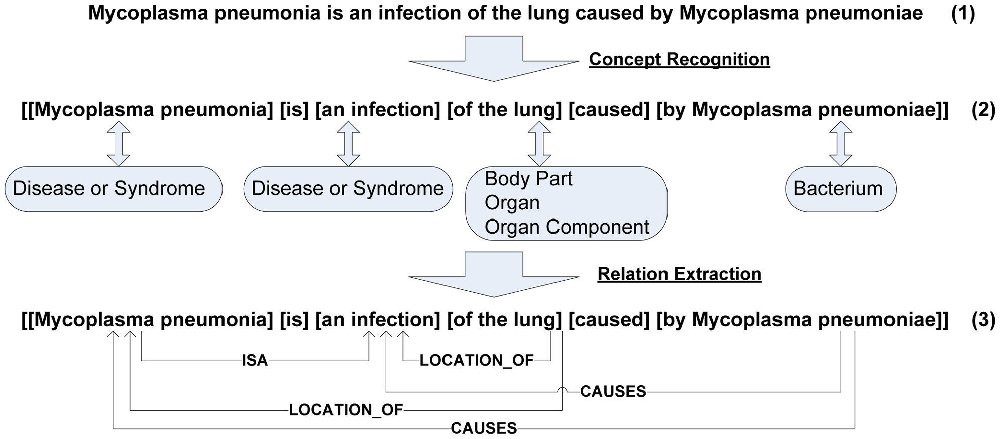 Mycoplasma pneumonia is an infection of the lung caused by Mycoplasma pneumoniae (1)
Concept Recognition
[[Mycoplasma pneumonia] [is] [an infection] [of the lung] [caused] [by Mycoplasma pneumoniae]] (2)
Disease or Syndrome
Disease or Syndrome
Body Part
Organ
Organ Component
Bacterium
Relation Extraction
[[Mycoplasma pneumonia] [is] [an infection] [of the lung] [caused] [by Mycoplasma pneumoniae]] (3)
ISA
LOCATION_OF
CAUSES
LOCATION_OF
CAUSES